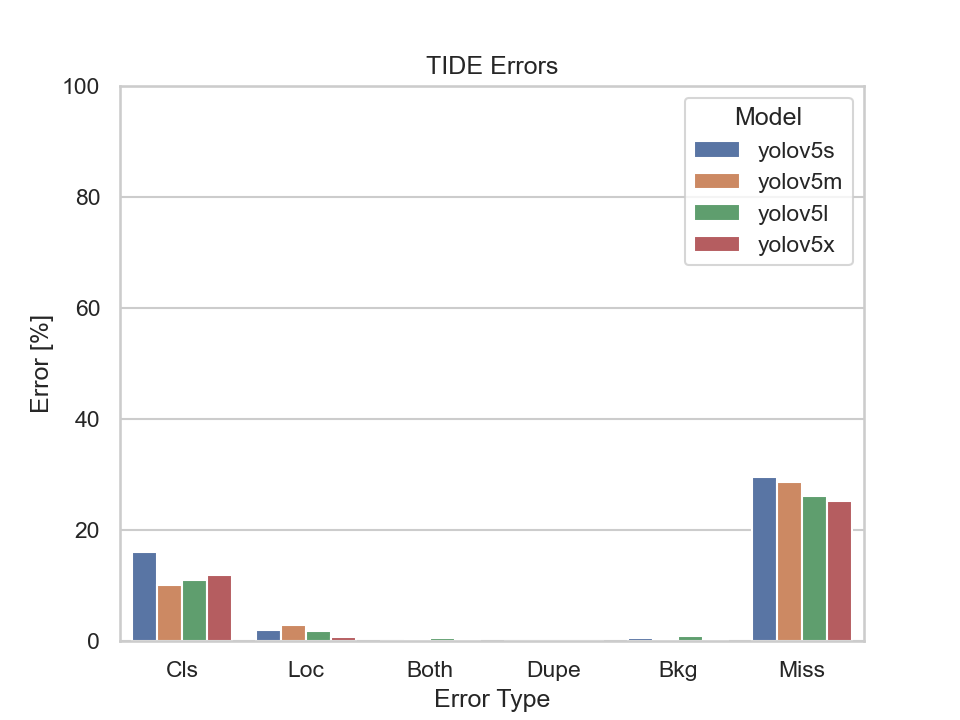 TIDE Errors
100
80
60
40
20
0
Error [%]
Model
yolov5s
yolov5m
yolov5l
yolov5x
Cls Loc Both Dupe Bkg Miss
Error Type